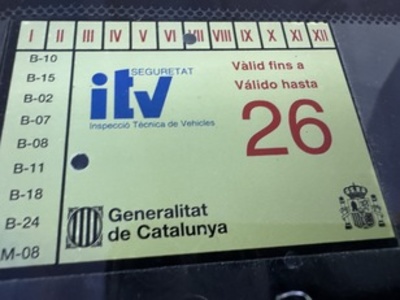 I II III IV V VI VII VIII IX X XI XII
B-10
B-15
B-02
B-07
B-08
B-11
B-18
B-24
M-08
SEGURETAT
itv
Inspecció Tècnica de Vehicles
Vàlid fins a
Válido hasta
26
Generalitat
de Catalunya